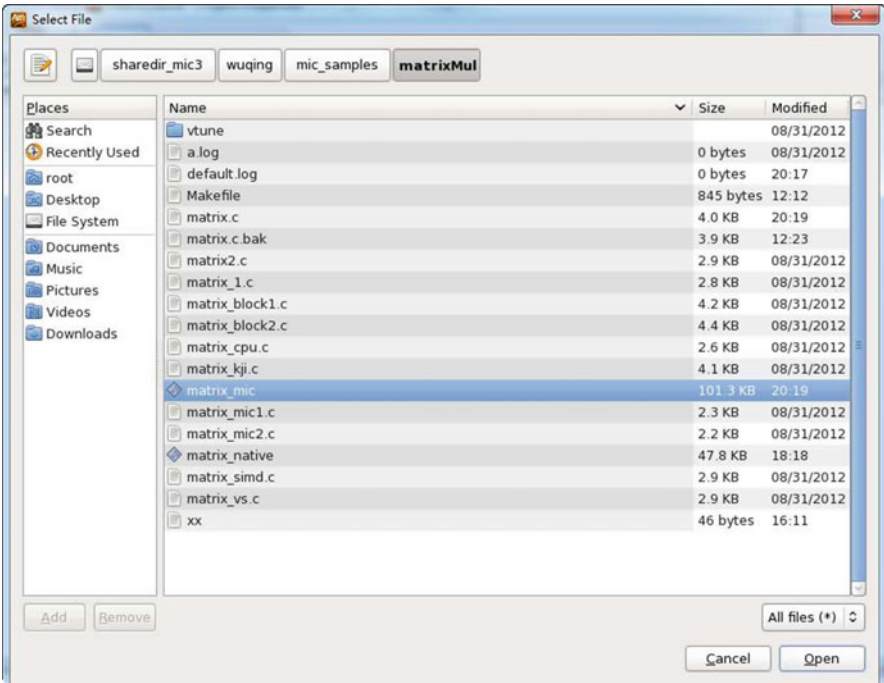 Select File
sharedir_mic3 wuqing mic_samples matrixMul
Places
Search
Recently Used
root
Desktop
File System
Documents
Music
Pictures
Videos
Downloads
Name Size Modified
vtune 08/31/2012
a.log 0 bytes 08/31/2012
default.log 0 bytes 20:17
Makefile 845 bytes 12:12
matrix.c 4.0 KB 20:19
matrix.c.bak 3.9 KB 12:23
matrix2.c 2.9 KB 08/31/2012
matrix_1.c 2.8 KB 08/31/2012
matrix_block1.c 4.2 KB 08/31/2012
matrix_block2.c 4.4 KB 08/31/2012
matrix_cpu.c 2.6 KB 08/31/2012
matrix_kji.c 4.1 KB 08/31/2012
matrix_mic 101.3 KB 20:19
matrix_mic1.c 2.3 KB 08/31/2012
matrix_mic2.c 2.2 KB 08/31/2012
matrix_native 47.8 KB 18:18
matrix_simd.c 2.9 KB 08/31/2012
matrix_vs.c 2.9 KB 08/31/2012
xx 46 bytes 16:11
Add Remove
All files (*)
Cancel Open